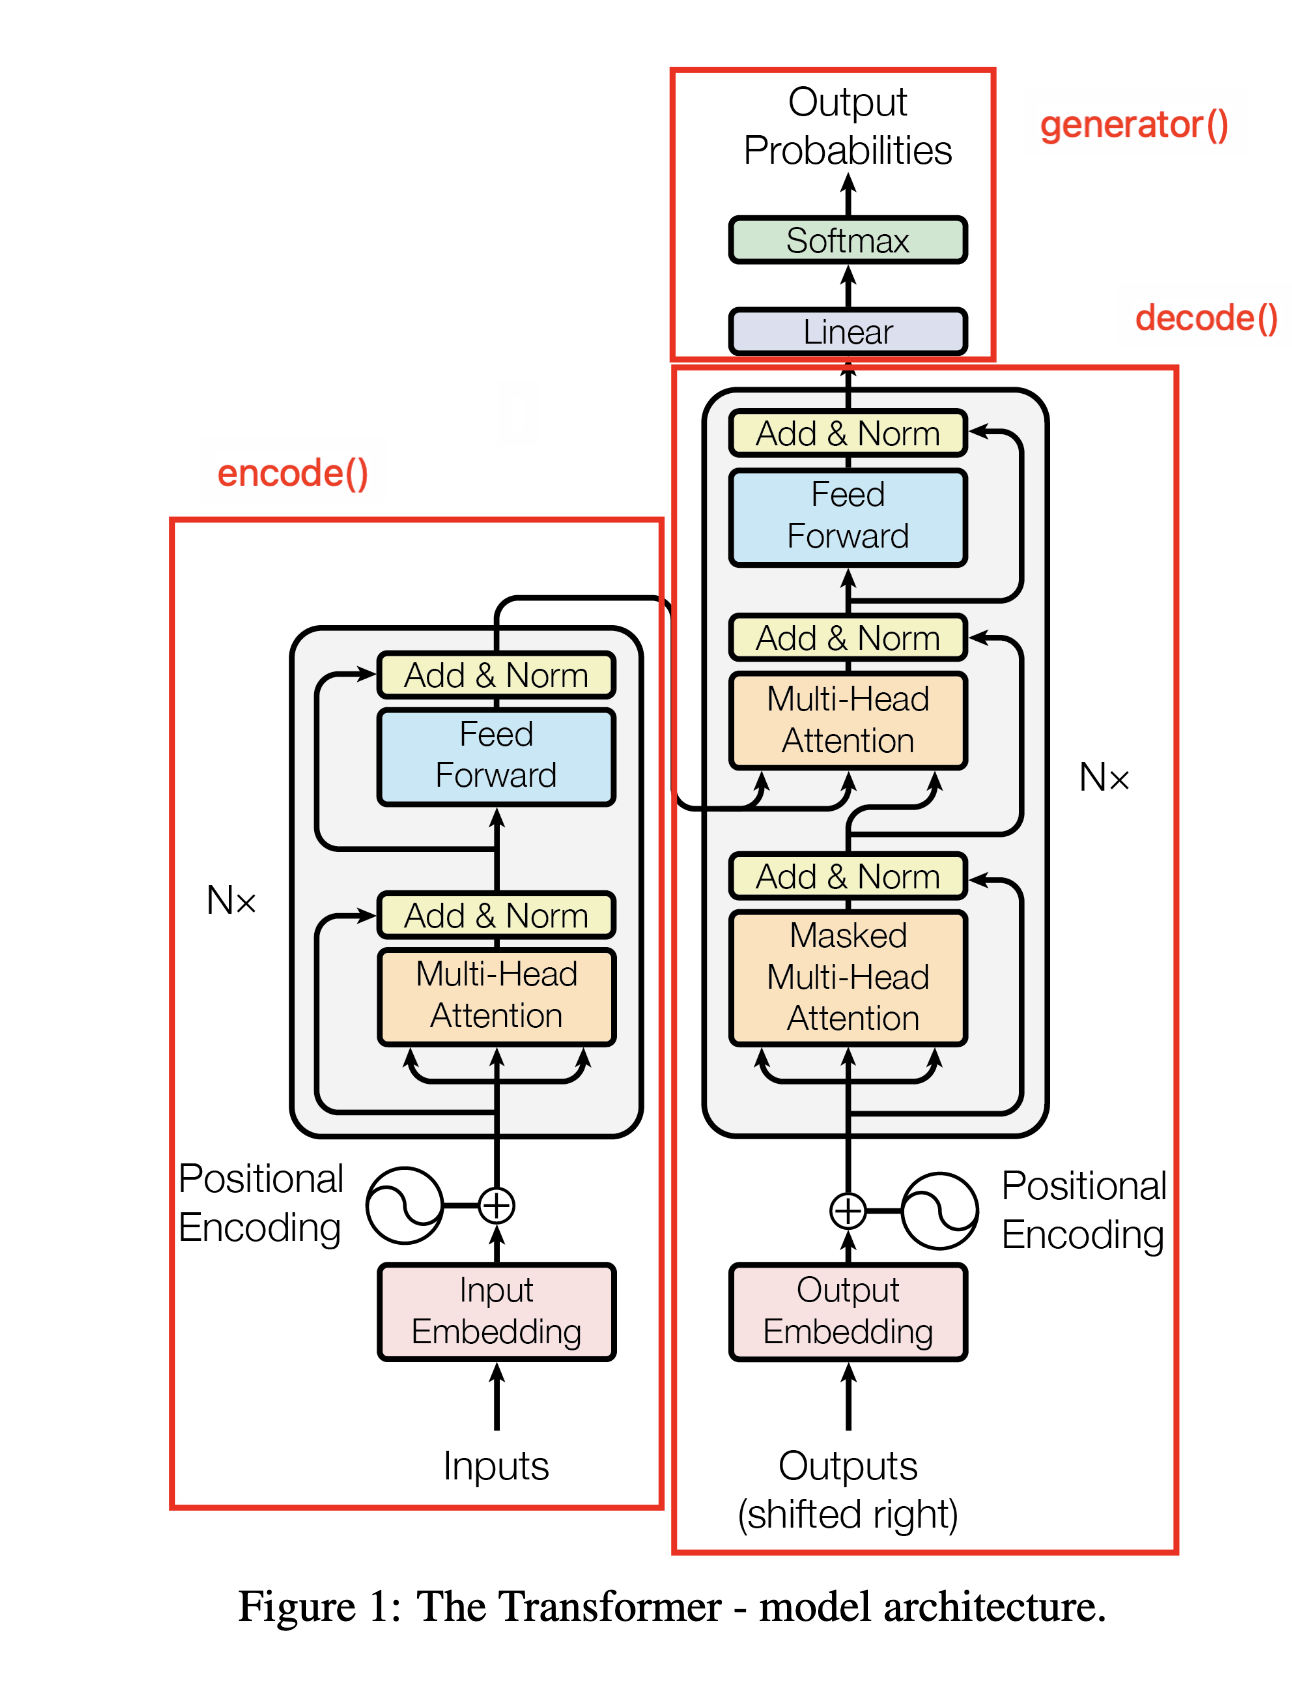 Output
Probabilities
generator()
Softmax
Linear
decode()
Add & Norm
Feed
Forward
Add & Norm
Multi-Head
Attention
N×
Add & Norm
Masked
Multi-Head
Attention
Positional
Encoding
Output
Embedding
Outputs
(shifted right)
encode()
Add & Norm
Feed
Forward
N×
Add & Norm
Multi-Head
Attention
Positional
Encoding
Input
Embedding
Inputs
Figure 1: The Transformer - model architecture.